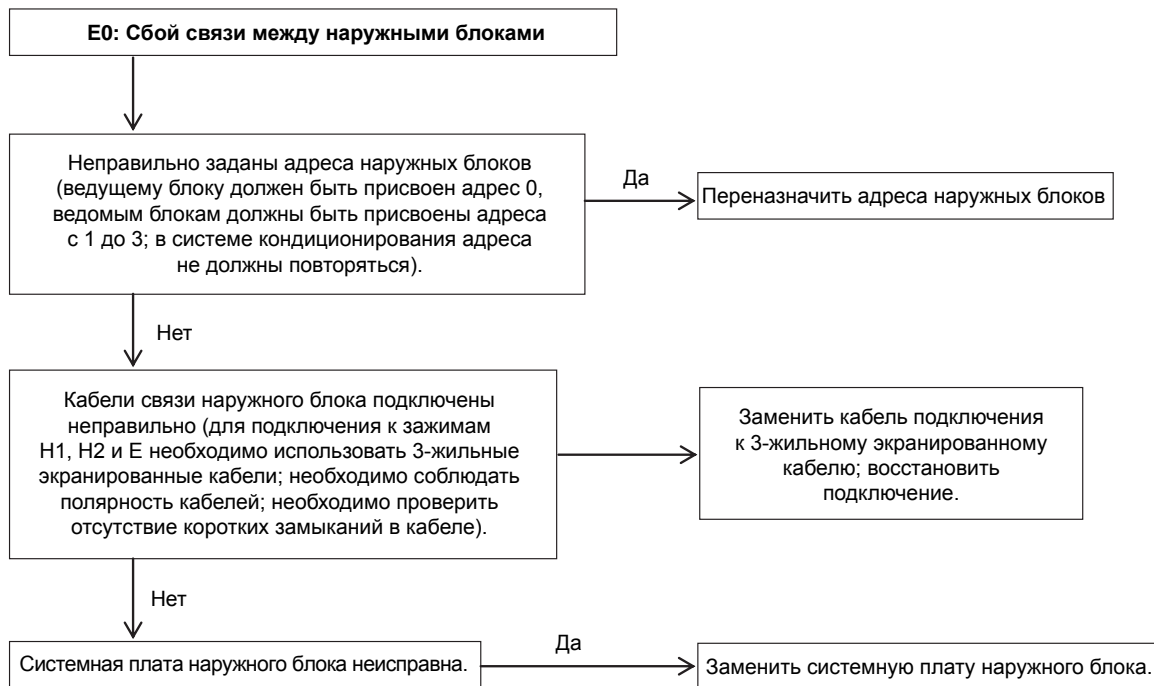 E0: Сбой связи между наружными блоками
Неправильно заданы адреса наружных блоков
(ведущему блоку должен быть присвоен адрес 0,
ведомым блокам должны быть присвоены адреса
с 1 до 3; в системе кондиционирования адреса
не должны повторяться).
Да
Переназначить адреса наружных блоков
Нет
Кабели связи наружного блока подключены
неправильно (для подключения к зажимам
H1, H2 и E необходимо использовать 3-жильные
экранированные кабели; необходимо соблюдать
полярность кабелей; необходимо проверить
отсутствие коротких замыканий в кабеле).
Заменить кабель подключения
к 3-жильному экранированному
кабелю; восстановить
подключение.
Нет
Системная плата наружного блока неисправна.
Да
Заменить системную плату наружного блока.